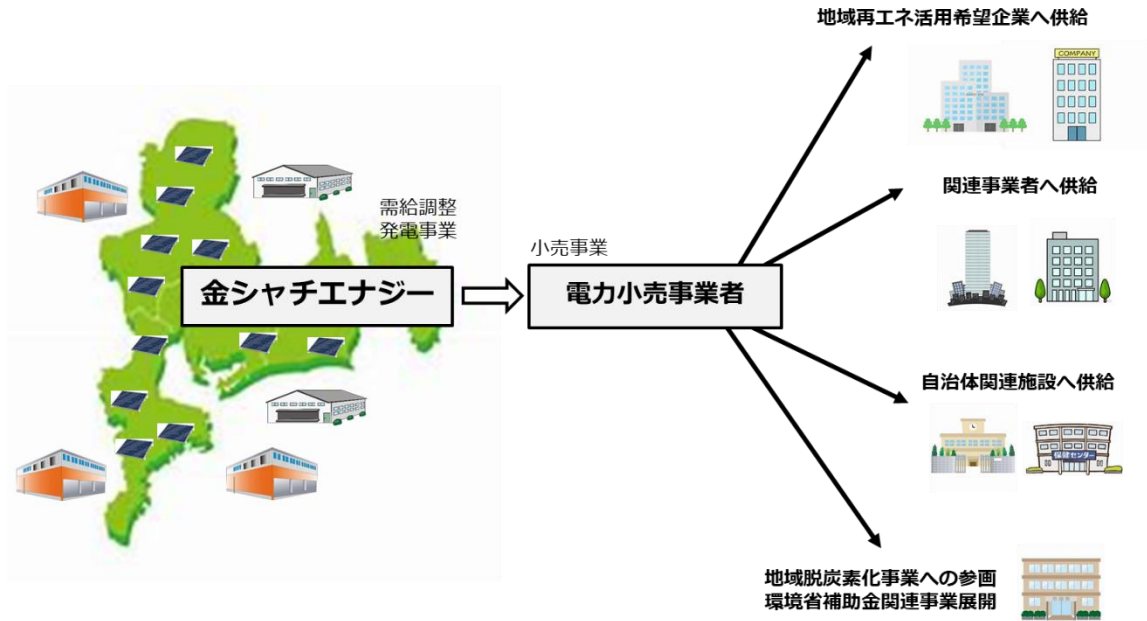 地域再エネ活用希望企業へ供給
COMPANY
関連事業者へ供給
需給調整
発電事業
小売事業
金シャチエナジー
電力小売事業者
自治体関連施設へ供給
保健センター
地域脱炭素化事業への参画
環境省補助金関連事業展開